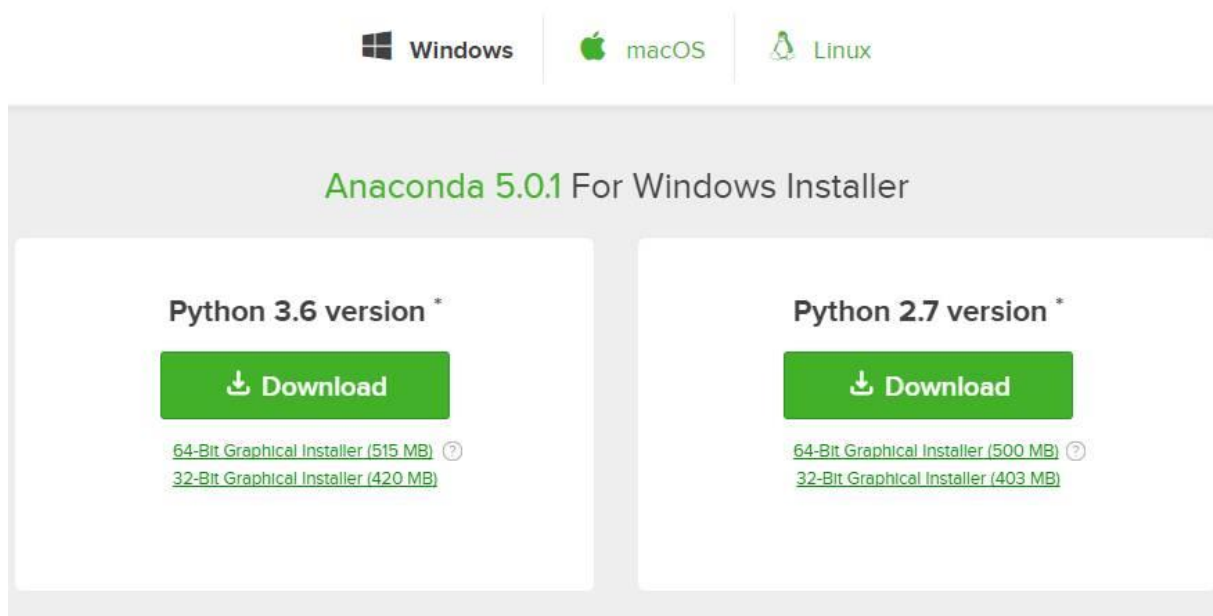 Windows macOS Linux
Anaconda 5.0.1 For Windows Installer
Python 3.6 version *
Download
64-Bit Graphical Installer (515 MB) ?
32-Bit Graphical Installer (420 MB)
Python 2.7 version *
Download
64-Bit Graphical Installer (500 MB) ?
32-Bit Graphical Installer (403 MB)